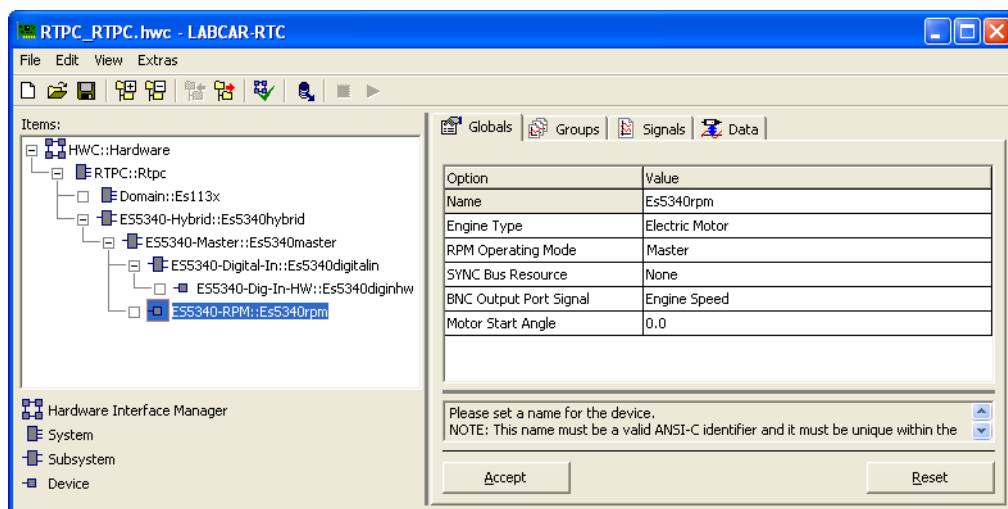 RTPC_RTPC.hwc - LABCAR-RTC
File Edit View Extras
Items:
HWC::Hardware
RTPC::Rtpc
Domain::Es113x
ES5340-Hybrid::Es5340hybrid
ES5340-Master::Es5340master
ES5340-Digital-In::Es5340digitalin
ES5340-Dig-In-HW::Es5340diginhw
ES5340-RPM::Es5340rpm
Hardware Interface Manager
System
Subsystem
Device
Globals Groups Signals Data
Option Value
Name Es5340rpm
Engine Type Electric Motor
RPM Operating Mode Master
SYNC Bus Resource None
BNC Output Port Signal Engine Speed
Motor Start Angle 0.0
Please set a name for the device.
NOTE: This name must be a valid ANSI-C identifier and it must be unique within the
Accept Reset